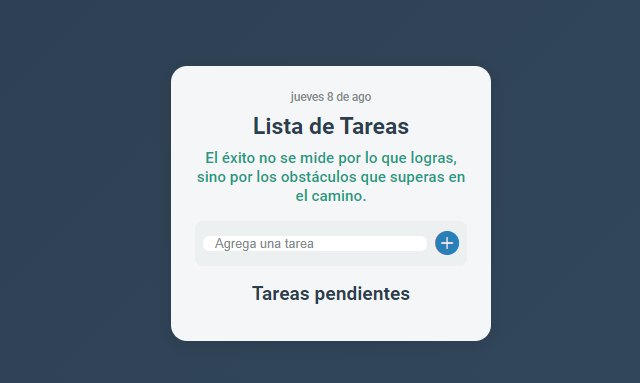 jueves 8 de ago
Lista de Tareas
El éxito no se mide por lo que logras,
sino por los obstáculos que superas en
el camino.
Agrega una tarea
Tareas pendientes